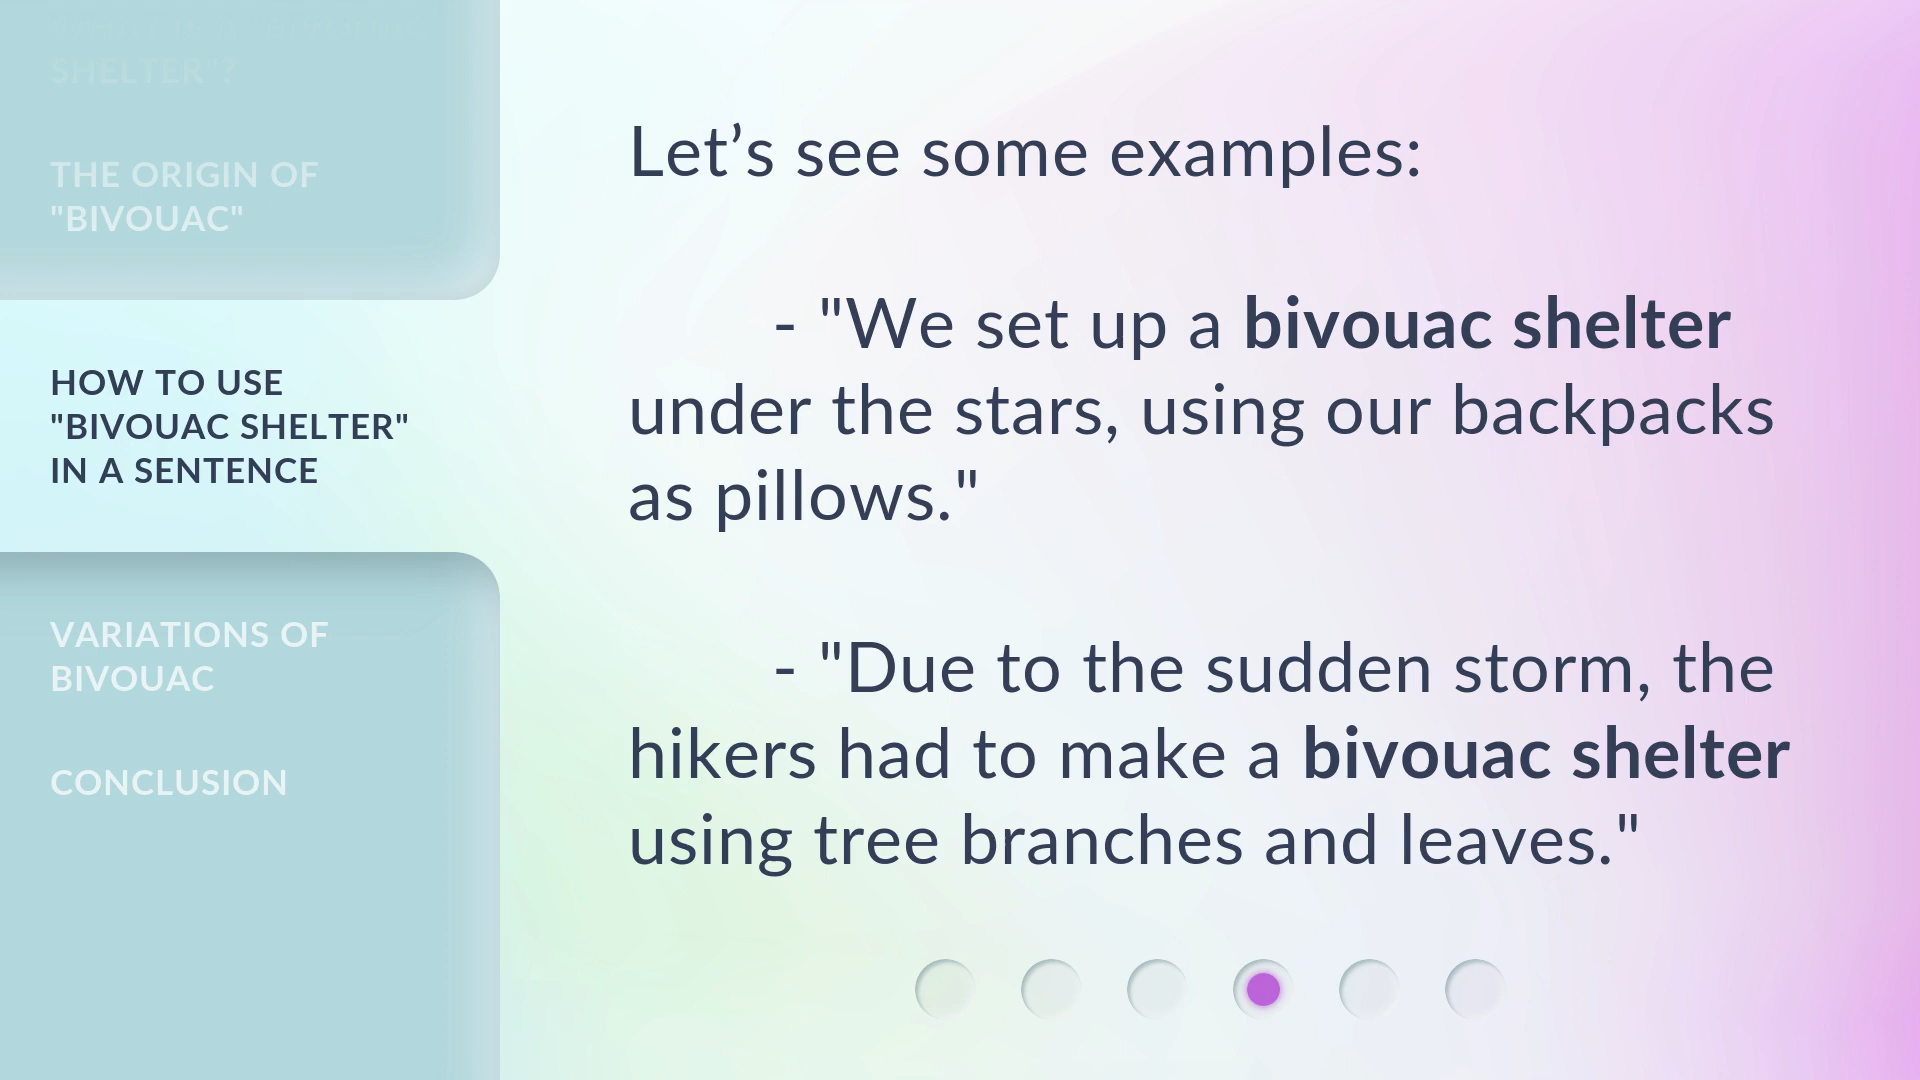 SHELTER"?
THE ORIGIN OF
"BIVOUAC"
HOW TO USE
"BIVOUAC SHELTER"
IN A SENTENCE
VARIATIONS OF
BIVOUAC
CONCLUSION
Let’s see some examples:
- "We set up a bivouac shelter
under the stars, using our backpacks
as pillows."
- "Due to the sudden storm, the
hikers had to make a bivouac shelter
using tree branches and leaves."